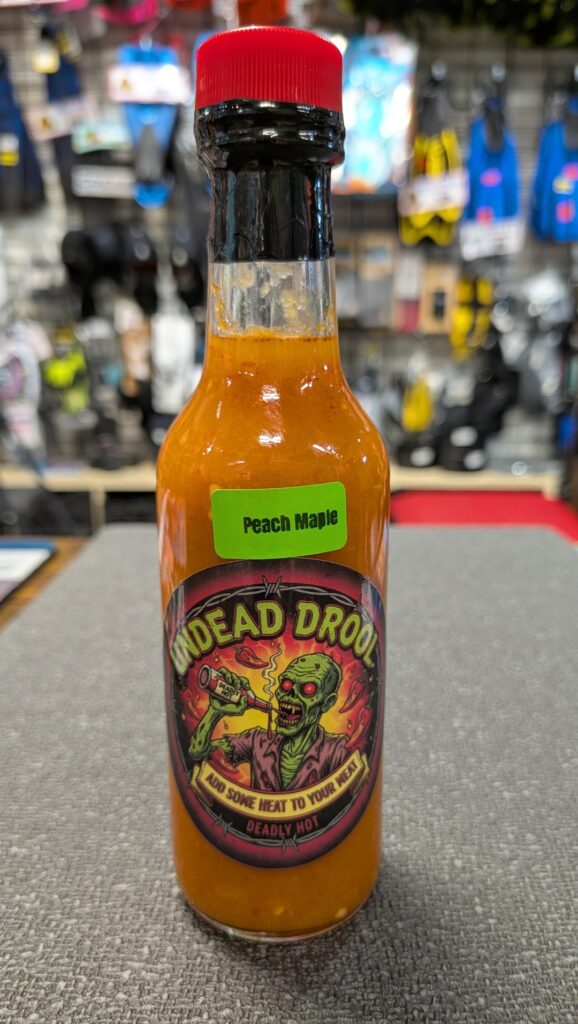 Peach Maple
UNDEAD DROOL
ADD SOME HEAT TO YOUR MEAT
DEADLY HOT